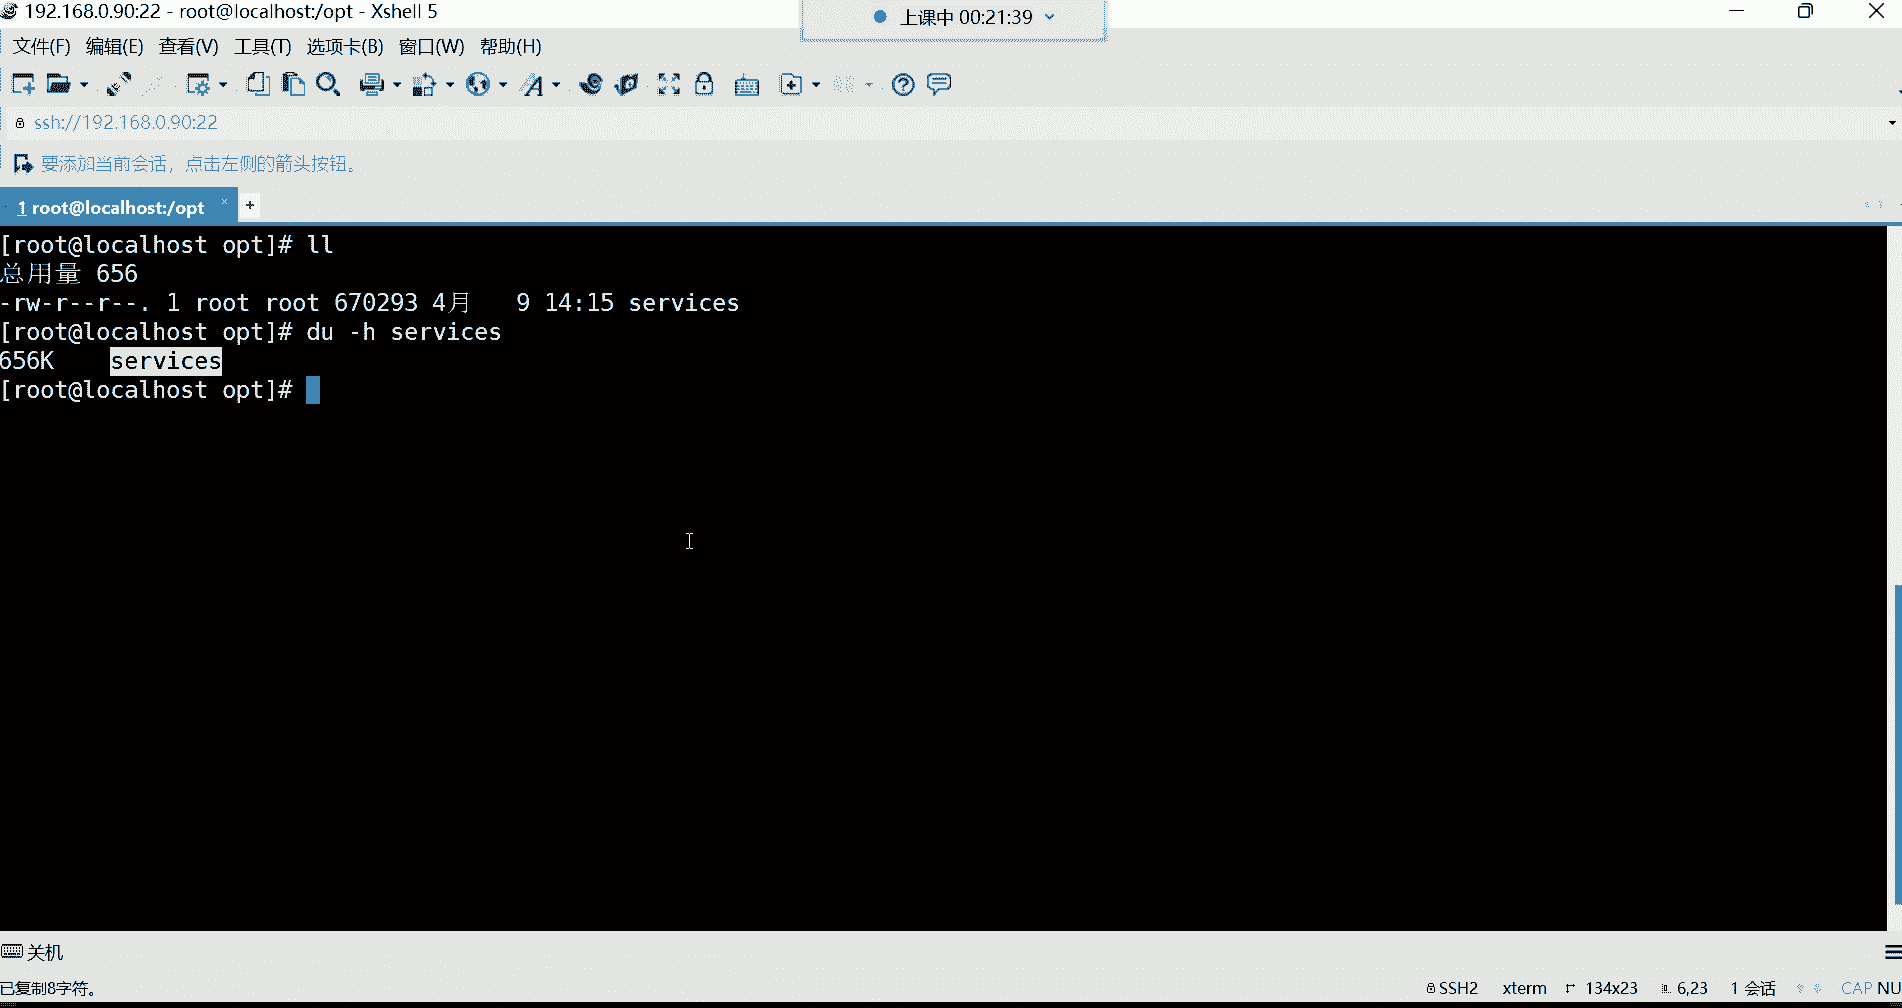 192.168.0.90:22 - root@localhost:/opt - Xshell 5
上课中 00:21:39
文件(F) 编辑(E) 查看(V) 工具(T) 选项卡(B) 窗口(W) 帮助(H)
ssh://192.168.0.90:22
要添加当前会话，点击左侧的箭头按钮。
1 root@localhost:/opt × +
[root@localhost opt]# ll
总用量 656
-rw-r--r--. 1 root root 670293 4月   9 14:15 services
[root@localhost opt]# du -h services
656K    services
[root@localhost opt]#
关机
已复制8字符。
SSH2 xterm 134x23 6,23 1 会话 CAP NU